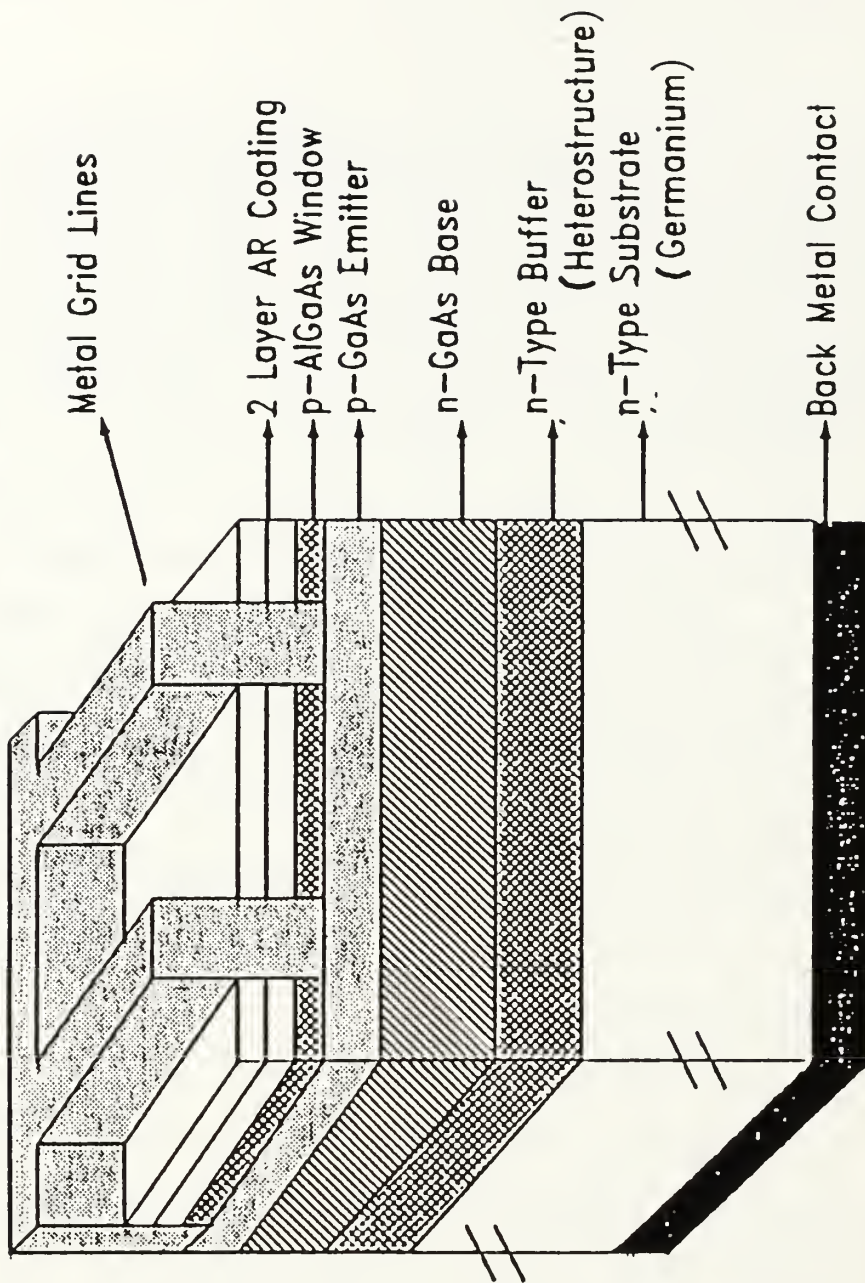 Metal Grid Lines
2 Layer AR Coating
p-AlGaAs Window
p-GaAs Emitter
n-GaAs Base
n-Type Buffer
(Heterostructure)
n-Type Substrate
(Germanium)
Back Metal Contact